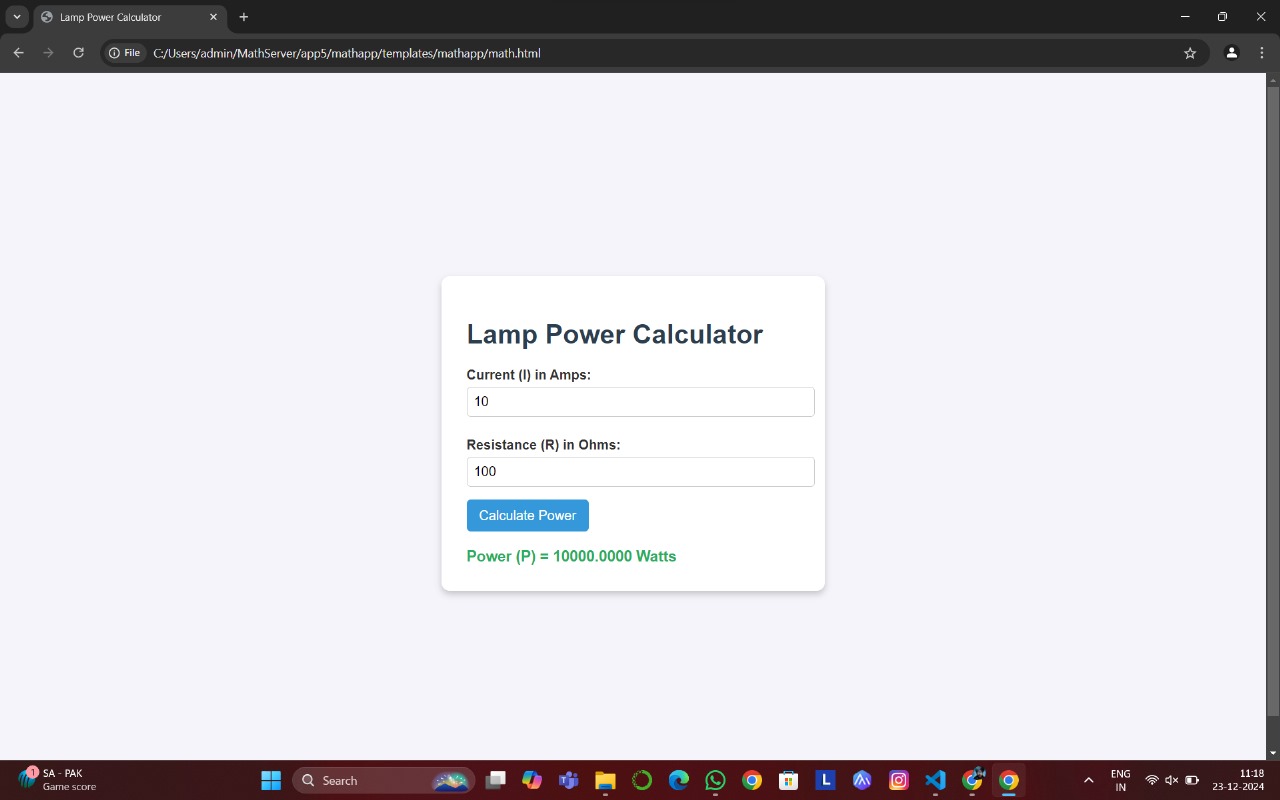 Lamp Power Calculator
File C:/Users/admin/MathServer/app5/mathapp/templates/mathapp/math.html
Lamp Power Calculator
Current (I) in Amps:
10
Resistance (R) in Ohms:
100
Calculate Power
Power (P) = 10000.0000 Watts
1
SA - PAK
Game score
Search
L
ENG
IN
11:18
23-12-2024